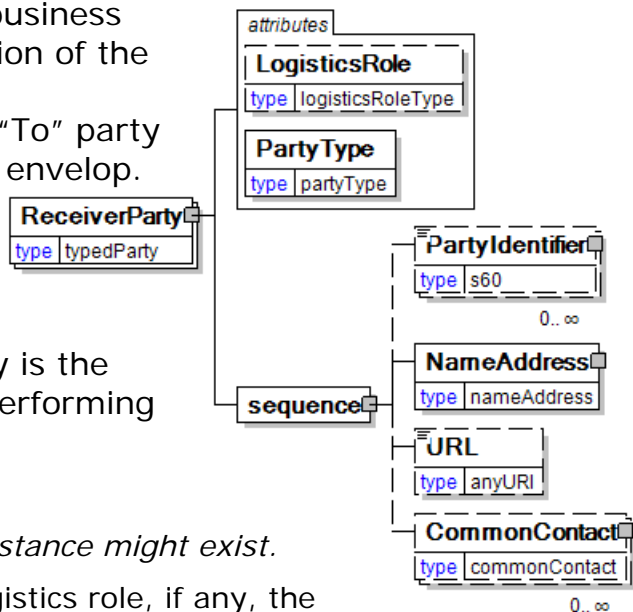 business
ion of the
"To" party
envelop.
y is the
erforming
stance might exist.
gistics role, if any, the
attributes
LogisticsRole
type logisticsRoleType
PartyType
type partyType
ReceiverParty
type typedParty
sequence
PartyIdentifier
type s60
0.. ∞
NameAddress
type nameAddress
URL
type anyURI
CommonContact
type commonContact
0.. ∞